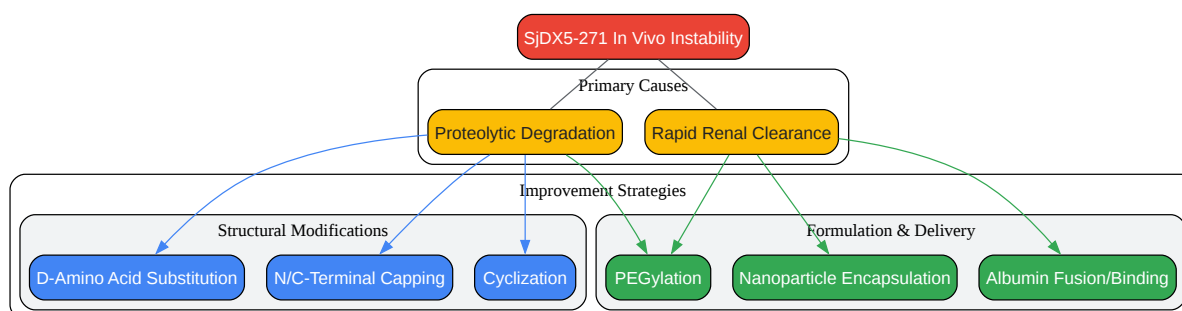 SjDX5-271 In Vivo Instability
Primary Causes
Proteolytic Degradation
Rapid Renal Clearance
Improvement Strategies
Structural Modifications
Formulation & Delivery
D-Amino Acid Substitution
N/C-Terminal Capping
Cyclization
PEGylation
Nanoparticle Encapsulation
Albumin Fusion/Binding